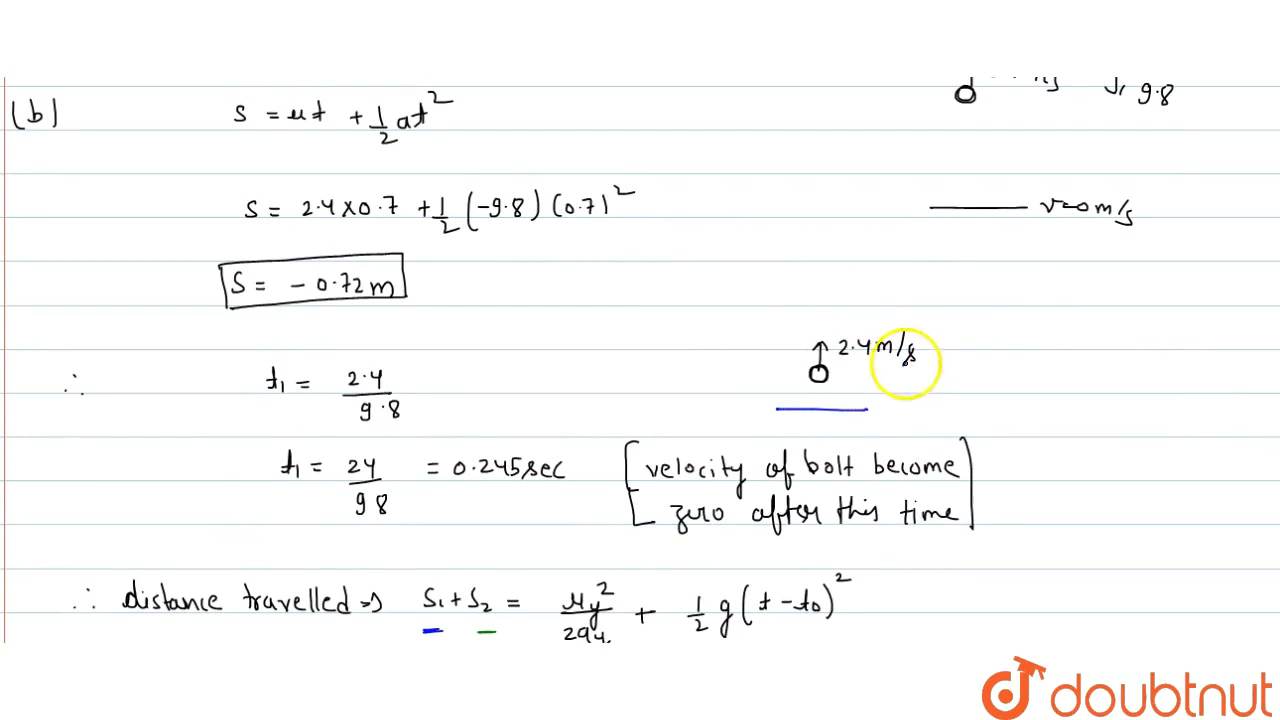 9.8
(b) s = ut + 1/2 at²
s = 2.4 x 0.7 + 1/2 (-9.8) (0.7)²
v=0 m/s
S = - 0.72 m
2.4 m/s
∴ t₁ = 2.4/9.8
t₁ = 24/98 = 0.245 sec [velocity of bolt become
zero after this time]
∴ distance travelled ⇒ S₁ + S₂ = uy²/2ay + 1/2 g(t - t₀)²
doubtnut